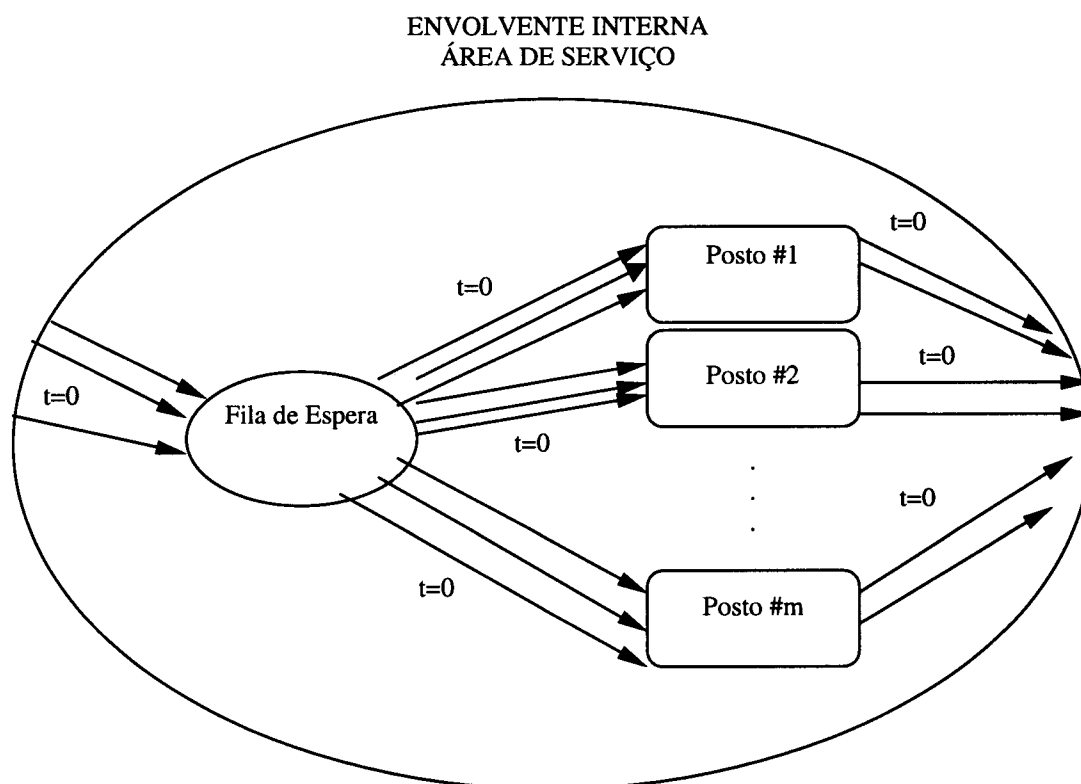 ENVOLVENTE INTERNA
ÁREA DE SERVIÇO
t=0
Posto #1
t=0
t=0
Posto #2
t=0
Fila de Espera
t=0
t=0
t=0
Posto #m
t=0